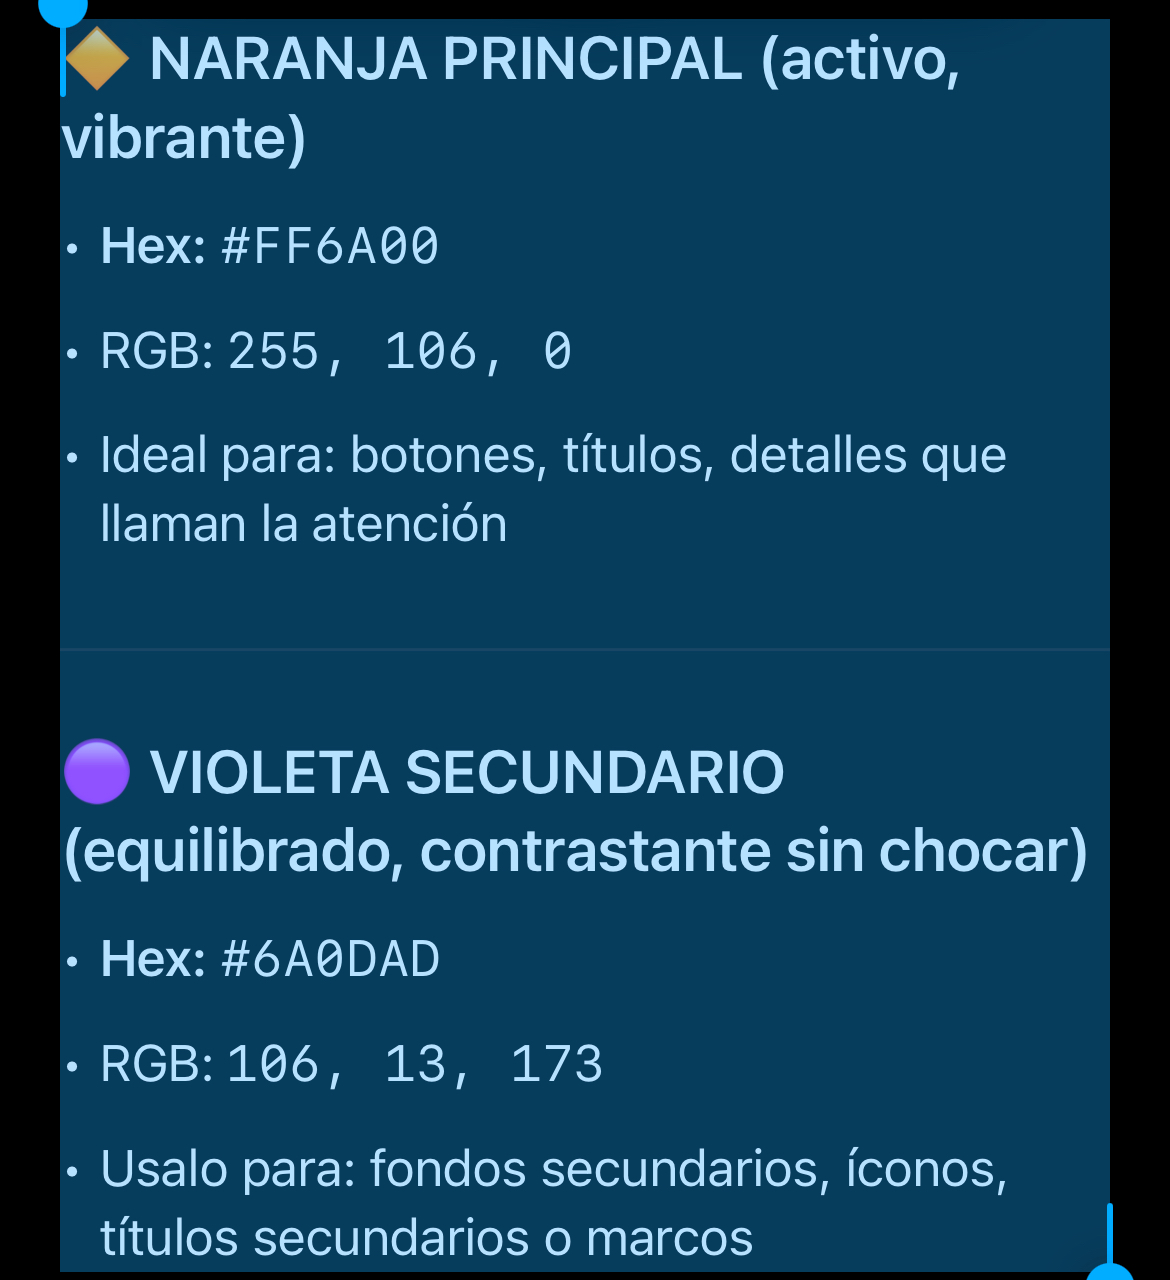 🔶 NARANJA PRINCIPAL (activo,
vibrante)
• Hex: #FF6A00
• RGB: 255, 106, 0
• Ideal para: botones, títulos, detalles que
llaman la atención
🟣 VIOLETA SECUNDARIO
(equilibrado, contrastante sin chocar)
• Hex: #6A0DAD
• RGB: 106, 13, 173
• Usalo para: fondos secundarios, íconos,
títulos secundarios o marcos